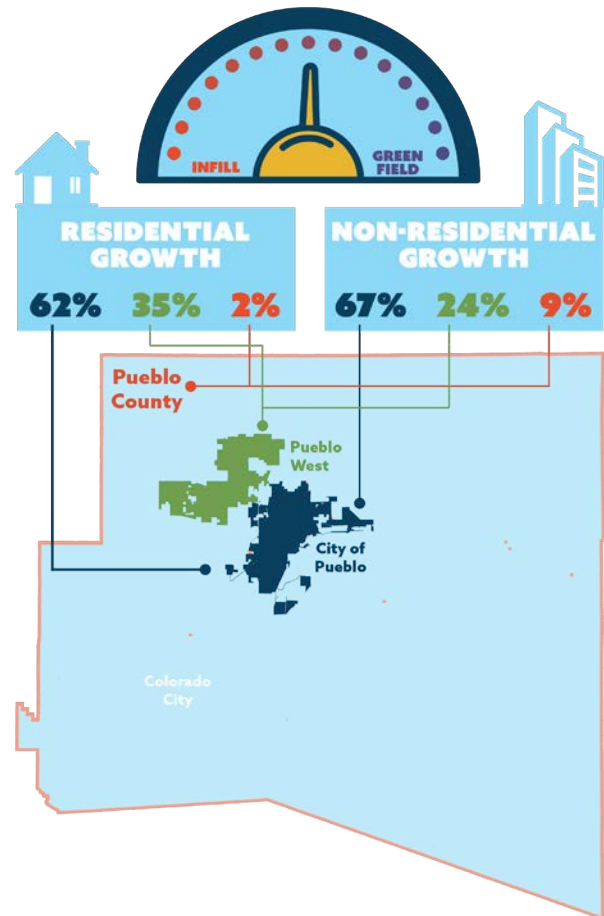 INFILL
GREEN
FIELD
RESIDENTIAL
GROWTH
62% 35% 2%
NON-RESIDENTIAL
GROWTH
67% 24% 9%
Pueblo
County
Pueblo
West
City of
Pueblo
Colorado
City